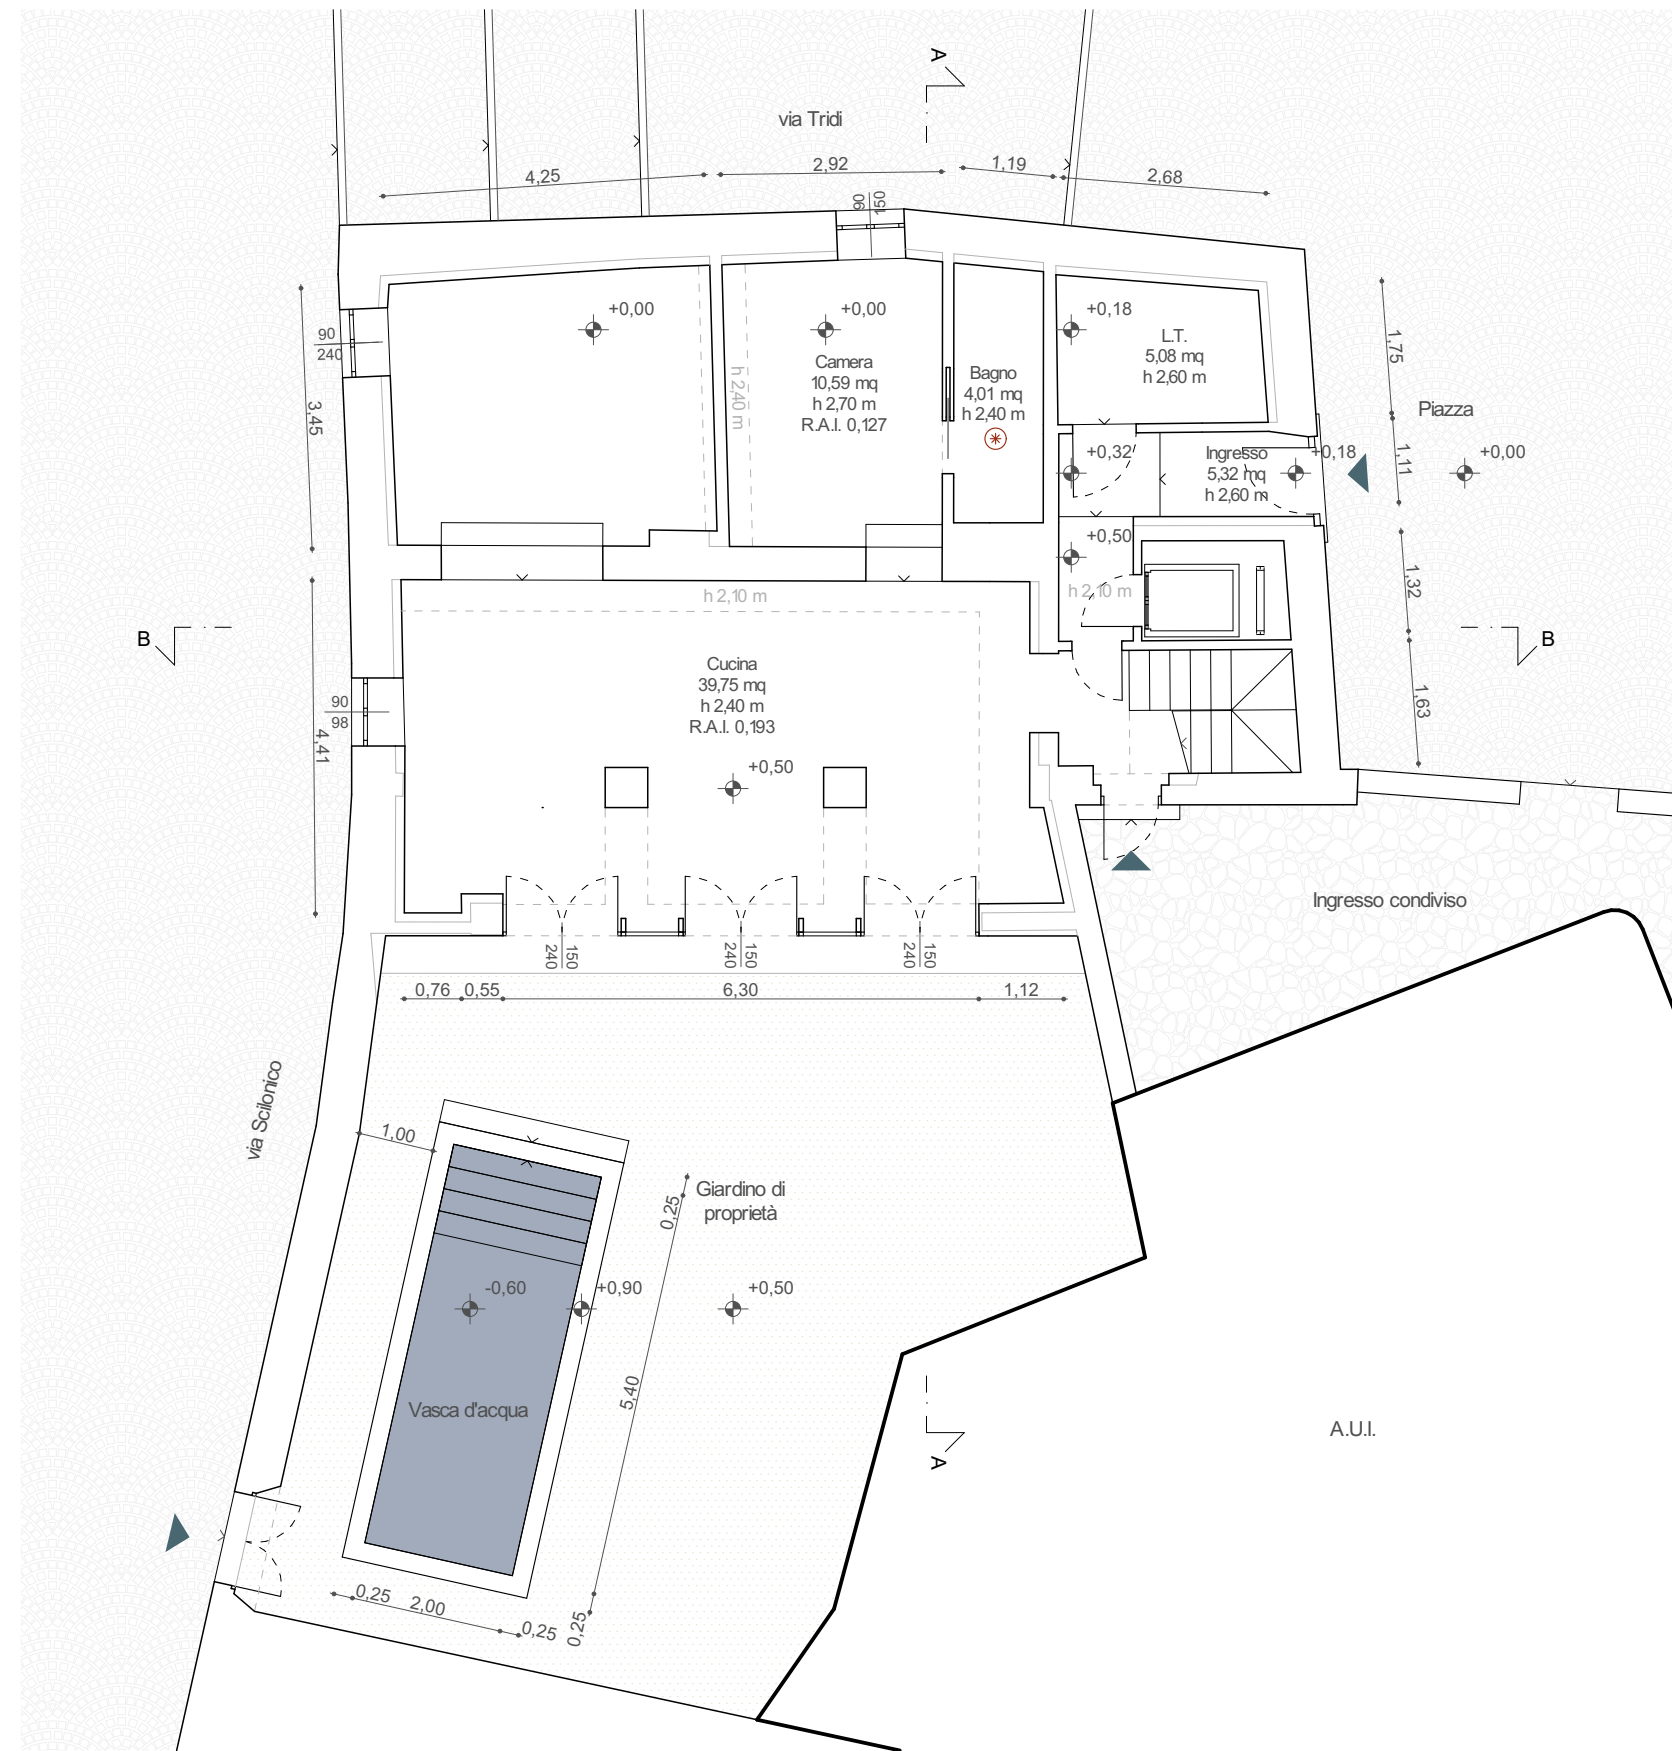 A
via Tridi
4,25
2,92
1,19
2,68
90
150
+0,00
+0,00
+0,18
90
240
1,75
L.T.
5,08 mq
h 2,60 m
Camera
10,59 mq
h 2,70 m
R.A.I. 0,127
h 2,40 m
Bagno
4,01 mq
h 2,40 m
3,45
Piazza
+0,32
Ingresso
5,32 mq
h 2,60 m
+0,18
1,11
+0,00
+0,50
h 2,10 m
h 2,10 m
1,32
B
B
Cucina
39,75 mq
h 2,40 m
R.A.I. 0,193
90
98
4,41
1,63
+0,50
Ingresso condiviso
240
150
240
150
240
150
0,76
0,55
6,30
1,12
via Scilonico
1,00
0,25
Giardino di
proprietà
-0,60
+0,90
+0,50
5,40
Vasca d'acqua
A
A.U.I.
0,25
2,00
0,25
0,25